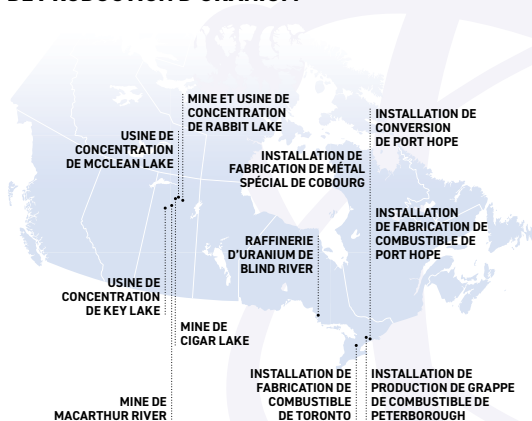 DE PRODUCTION D'URANIUM
MINE ET USINE DE
CONCENTRATION
DE RABBIT LAKE
USINE DE
CONCENTRATION
DE MCCLEAN LAKE
INSTALLATION DE
CONVERSION
DE PORT HOPE
INSTALLATION DE
FABRICATION DE MÉTAL
SPÉCIAL DE COBOURG
INSTALLATION
DE FABRICATION DE
COMBUSTIBLE DE
PORT HOPE
RAFFINERIE
D'URANIUM DE
BLIND RIVER
USINE DE
CONCENTRATION
DE KEY LAKE
MINE DE
CIGAR LAKE
MINE DE
MACARTHUR RIVER
INSTALLATION DE
FABRICATION DE
COMBUSTIBLE
DE TORONTO
INSTALLATION DE
PRODUCTION DE GRAPPE
DE COMBUSTIBLE DE
PETERBOROUGH